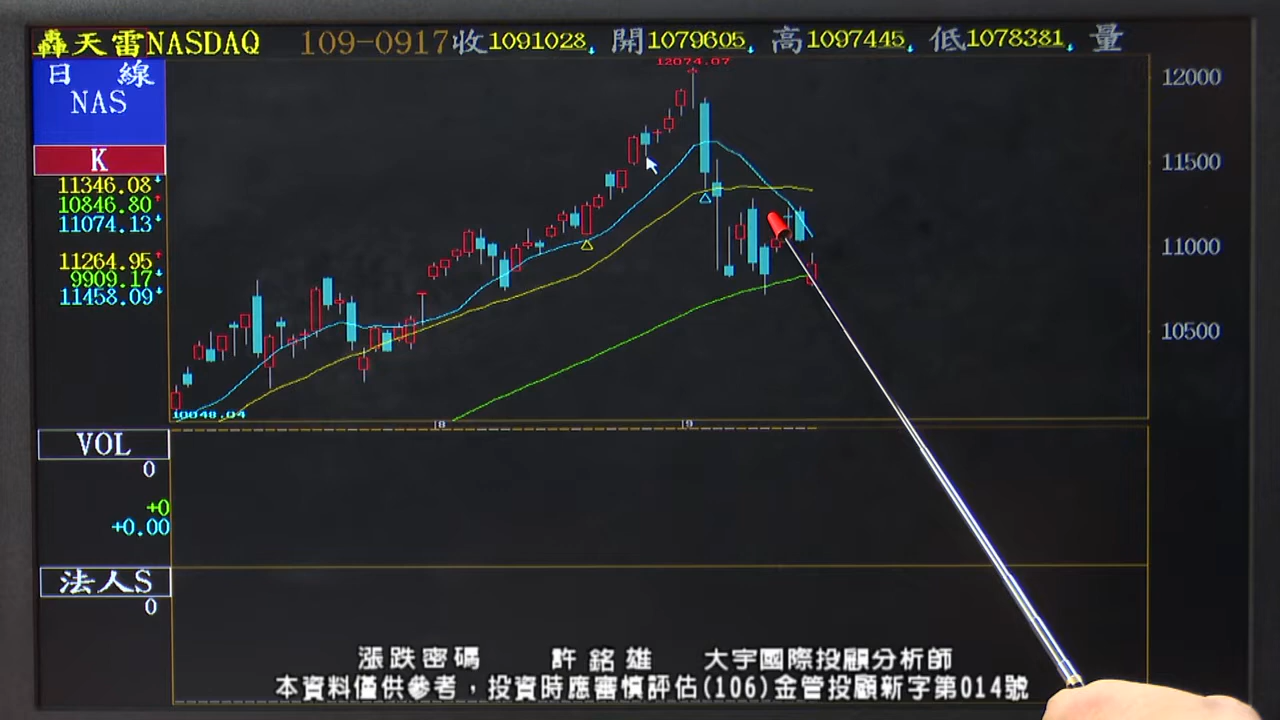 轟天雷NASDAQ 109-0917收1091028 開1079605 高1097445 低1078381 量
日 線
NAS
K
11346.08
10846.80
11074.13
11264.95
9909.17
11458.09
12074.07
12000
11500
11000
10500
10048.04
8
9
VOL
0
+0
+0.00
法人S
0
漲跌密碼 許銘雄 大宇國際投顧分析師
本資料僅供參考，投資時應審慎評估(106)金管投顧新字第014號